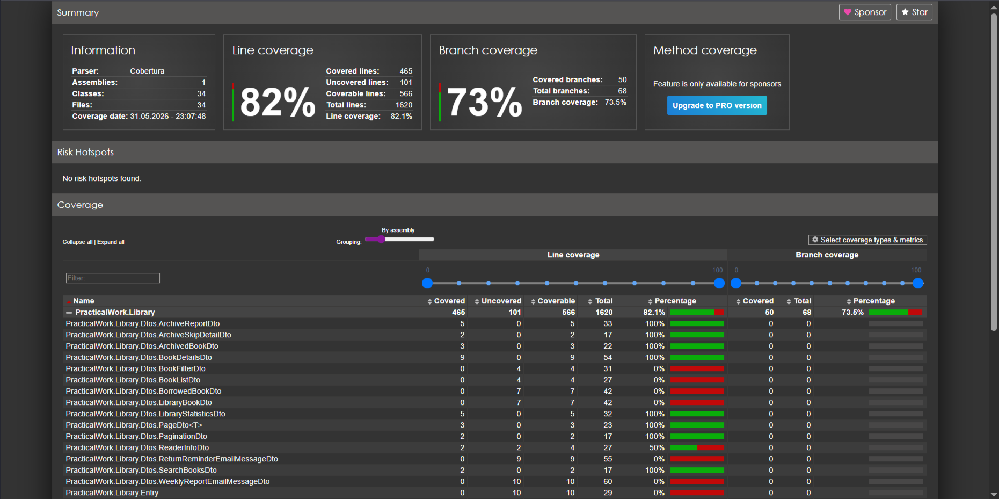 Summary
Sponsor
Star
Information
Parser: Cobertura
Assemblies: 1
Classes: 34
Files: 34
Coverage date: 31.05.2026 - 23:07:48
Line coverage
82%
Covered lines: 465
Uncovered lines: 101
Coverable lines: 566
Total lines: 1620
Line coverage: 82.1%
Branch coverage
73%
Covered branches: 50
Total branches: 68
Branch coverage: 73.5%
Method coverage
Feature is only available for sponsors
Upgrade to PRO version
Risk Hotspots
No risk hotspots found.
Coverage
Collapse all | Expand all
By assembly
Grouping:
Select coverage types & metrics
Line coverage Branch coverage
0 100 0 100
Filter:
Name Covered Uncovered Coverable Total Percentage Covered Total Percentage
PracticalWork.Library 465 101 566 1620 82.1% 50 68 73.5%
PracticalWork.Library.Dtos.ArchiveReportDto 5 0 5 33 100% 0 0
PracticalWork.Library.Dtos.ArchiveSkipDetailDto 2 0 2 17 100% 0 0
PracticalWork.Library.Dtos.ArchivedBookDto 3 0 3 22 100% 0 0
PracticalWork.Library.Dtos.BookDetailsDto 9 0 9 54 100% 0 0
PracticalWork.Library.Dtos.BookFilterDto 0 4 4 31 0% 0 0
PracticalWork.Library.Dtos.BookListDto 0 4 4 27 0% 0 0
PracticalWork.Library.Dtos.BorrowedBookDto 0 7 7 42 0% 0 0
PracticalWork.Library.Dtos.LibraryBookDto 0 7 7 42 0% 0 0
PracticalWork.Library.Dtos.LibraryStatisticsDto 5 0 5 32 100% 0 0
PracticalWork.Library.Dtos.PageDto<T> 3 0 3 23 100% 0 0
PracticalWork.Library.Dtos.PaginationDto 2 0 2 17 100% 0 0
PracticalWork.Library.Dtos.ReaderInfoDto 2 2 4 27 50% 0 0
PracticalWork.Library.Dtos.ReturnReminderEmailMessageDto 0 9 9 55 0% 0 0
PracticalWork.Library.Dtos.SearchBooksDto 2 0 2 17 100% 0 0
PracticalWork.Library.Dtos.WeeklyReportEmailMessageDto 0 10 10 60 0% 0 0
PracticalWork.Library.Entry 0 10 10 29 0% 0 0